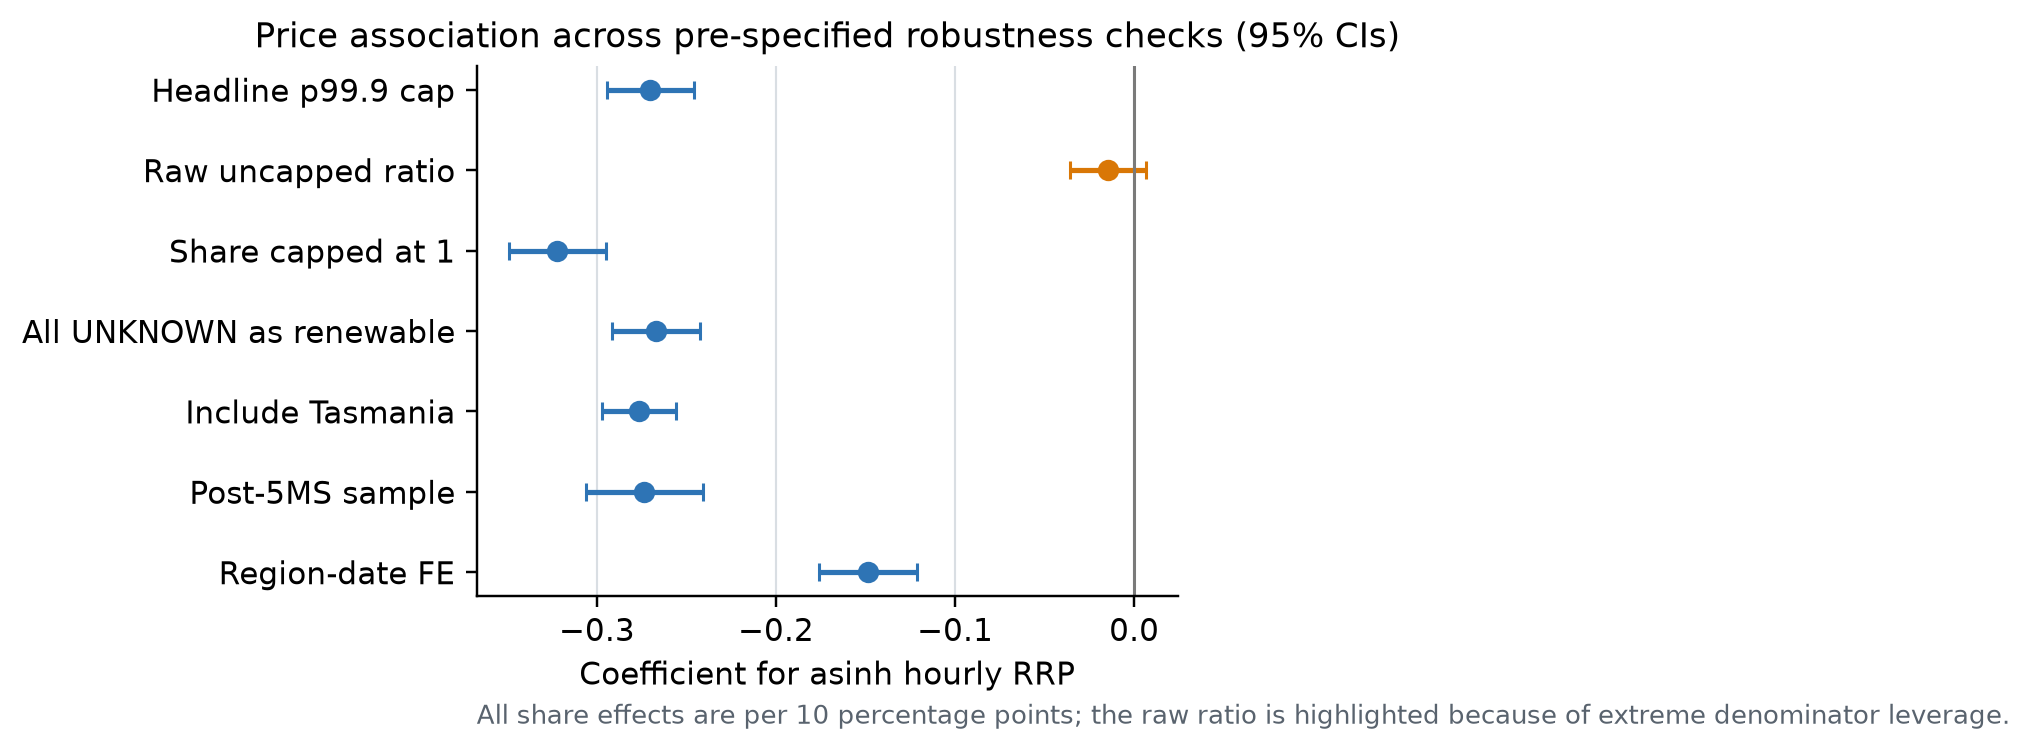 Price association across pre-specified robustness checks (95% CIs)
Headline p99.9 cap
Raw uncapped ratio
Share capped at 1
All UNKNOWN as renewable
Include Tasmania
Post-5MS sample
Region-date FE
−0.3 −0.2 −0.1 0.0
Coefficient for asinh hourly RRP
All share effects are per 10 percentage points; the raw ratio is highlighted because of extreme denominator leverage.